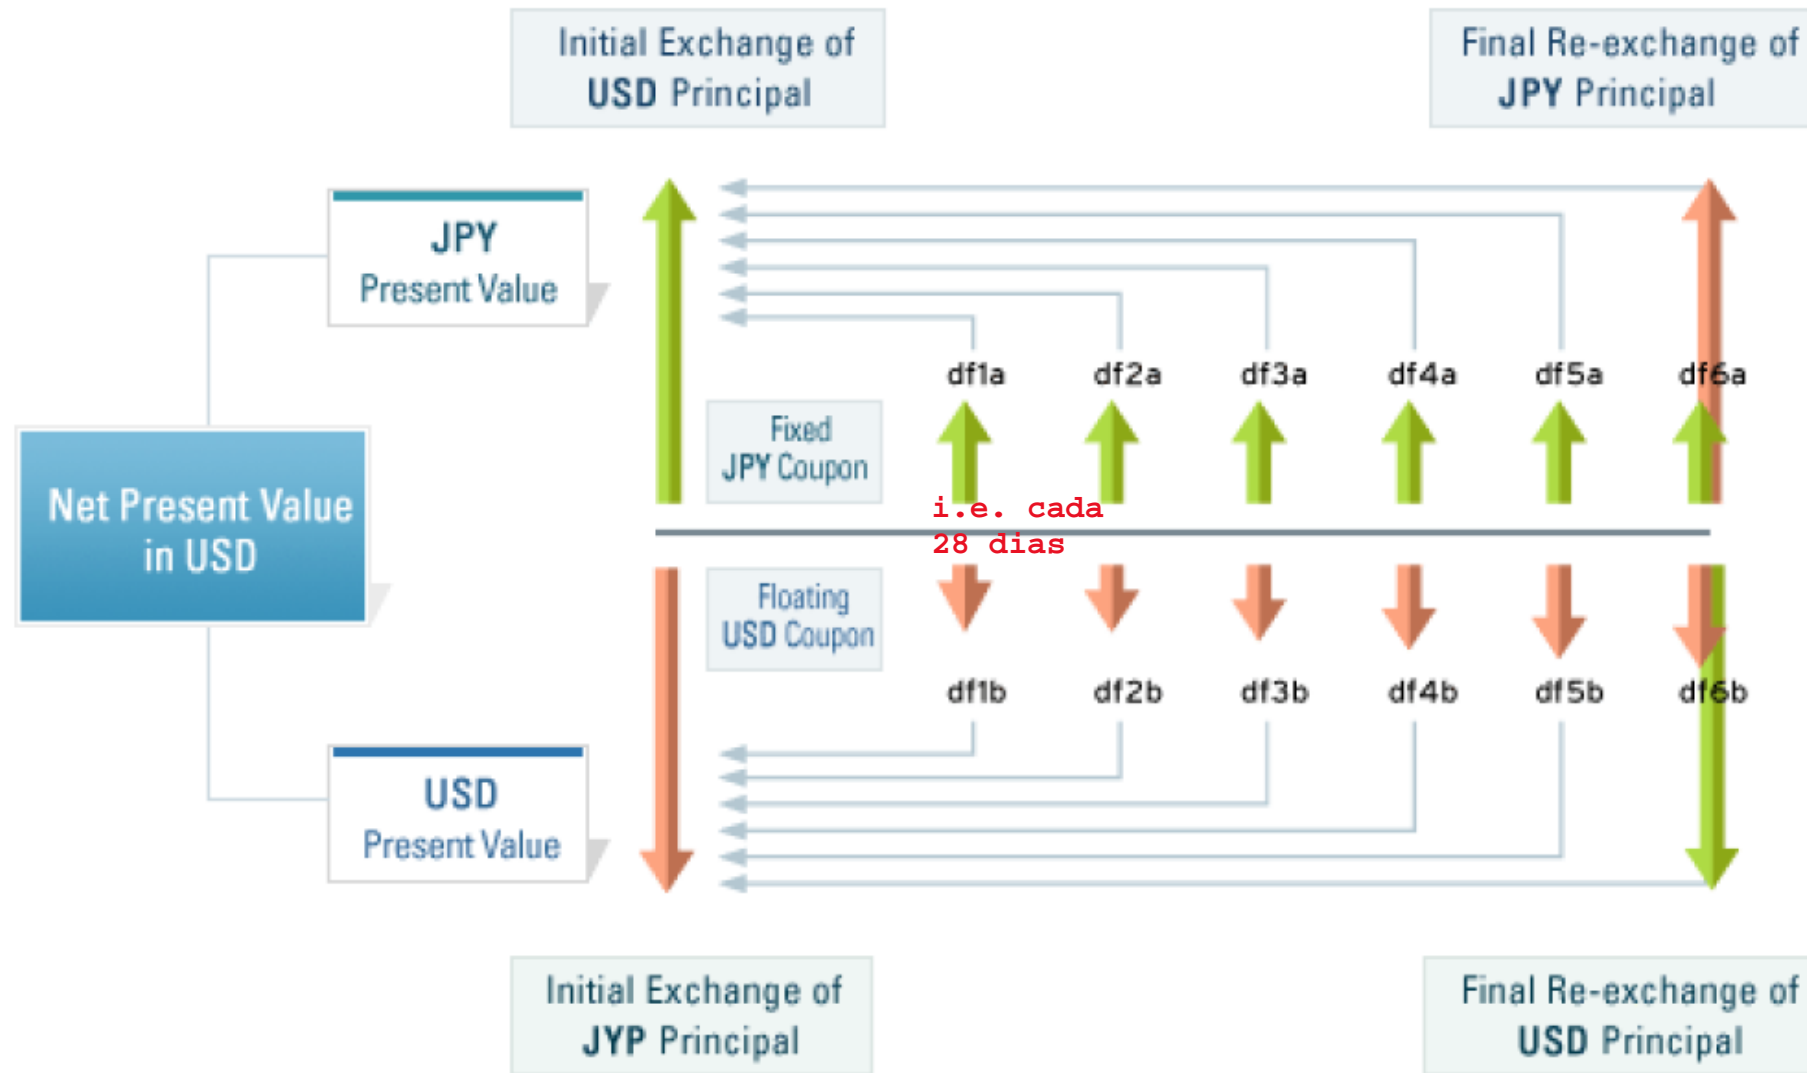 Initial Exchange of
USD Principal
Final Re-exchange of
JPY Principal
JPY
Present Value
df1a df2a df3a df4a df5a df6a
Fixed
JPY Coupon
Net Present Value
in USD
i.e. cada
28 dias
Floating
USD Coupon
df1b df2b df3b df4b df5b df6b
USD
Present Value
Initial Exchange of
JYP Principal
Final Re-exchange of
USD Principal